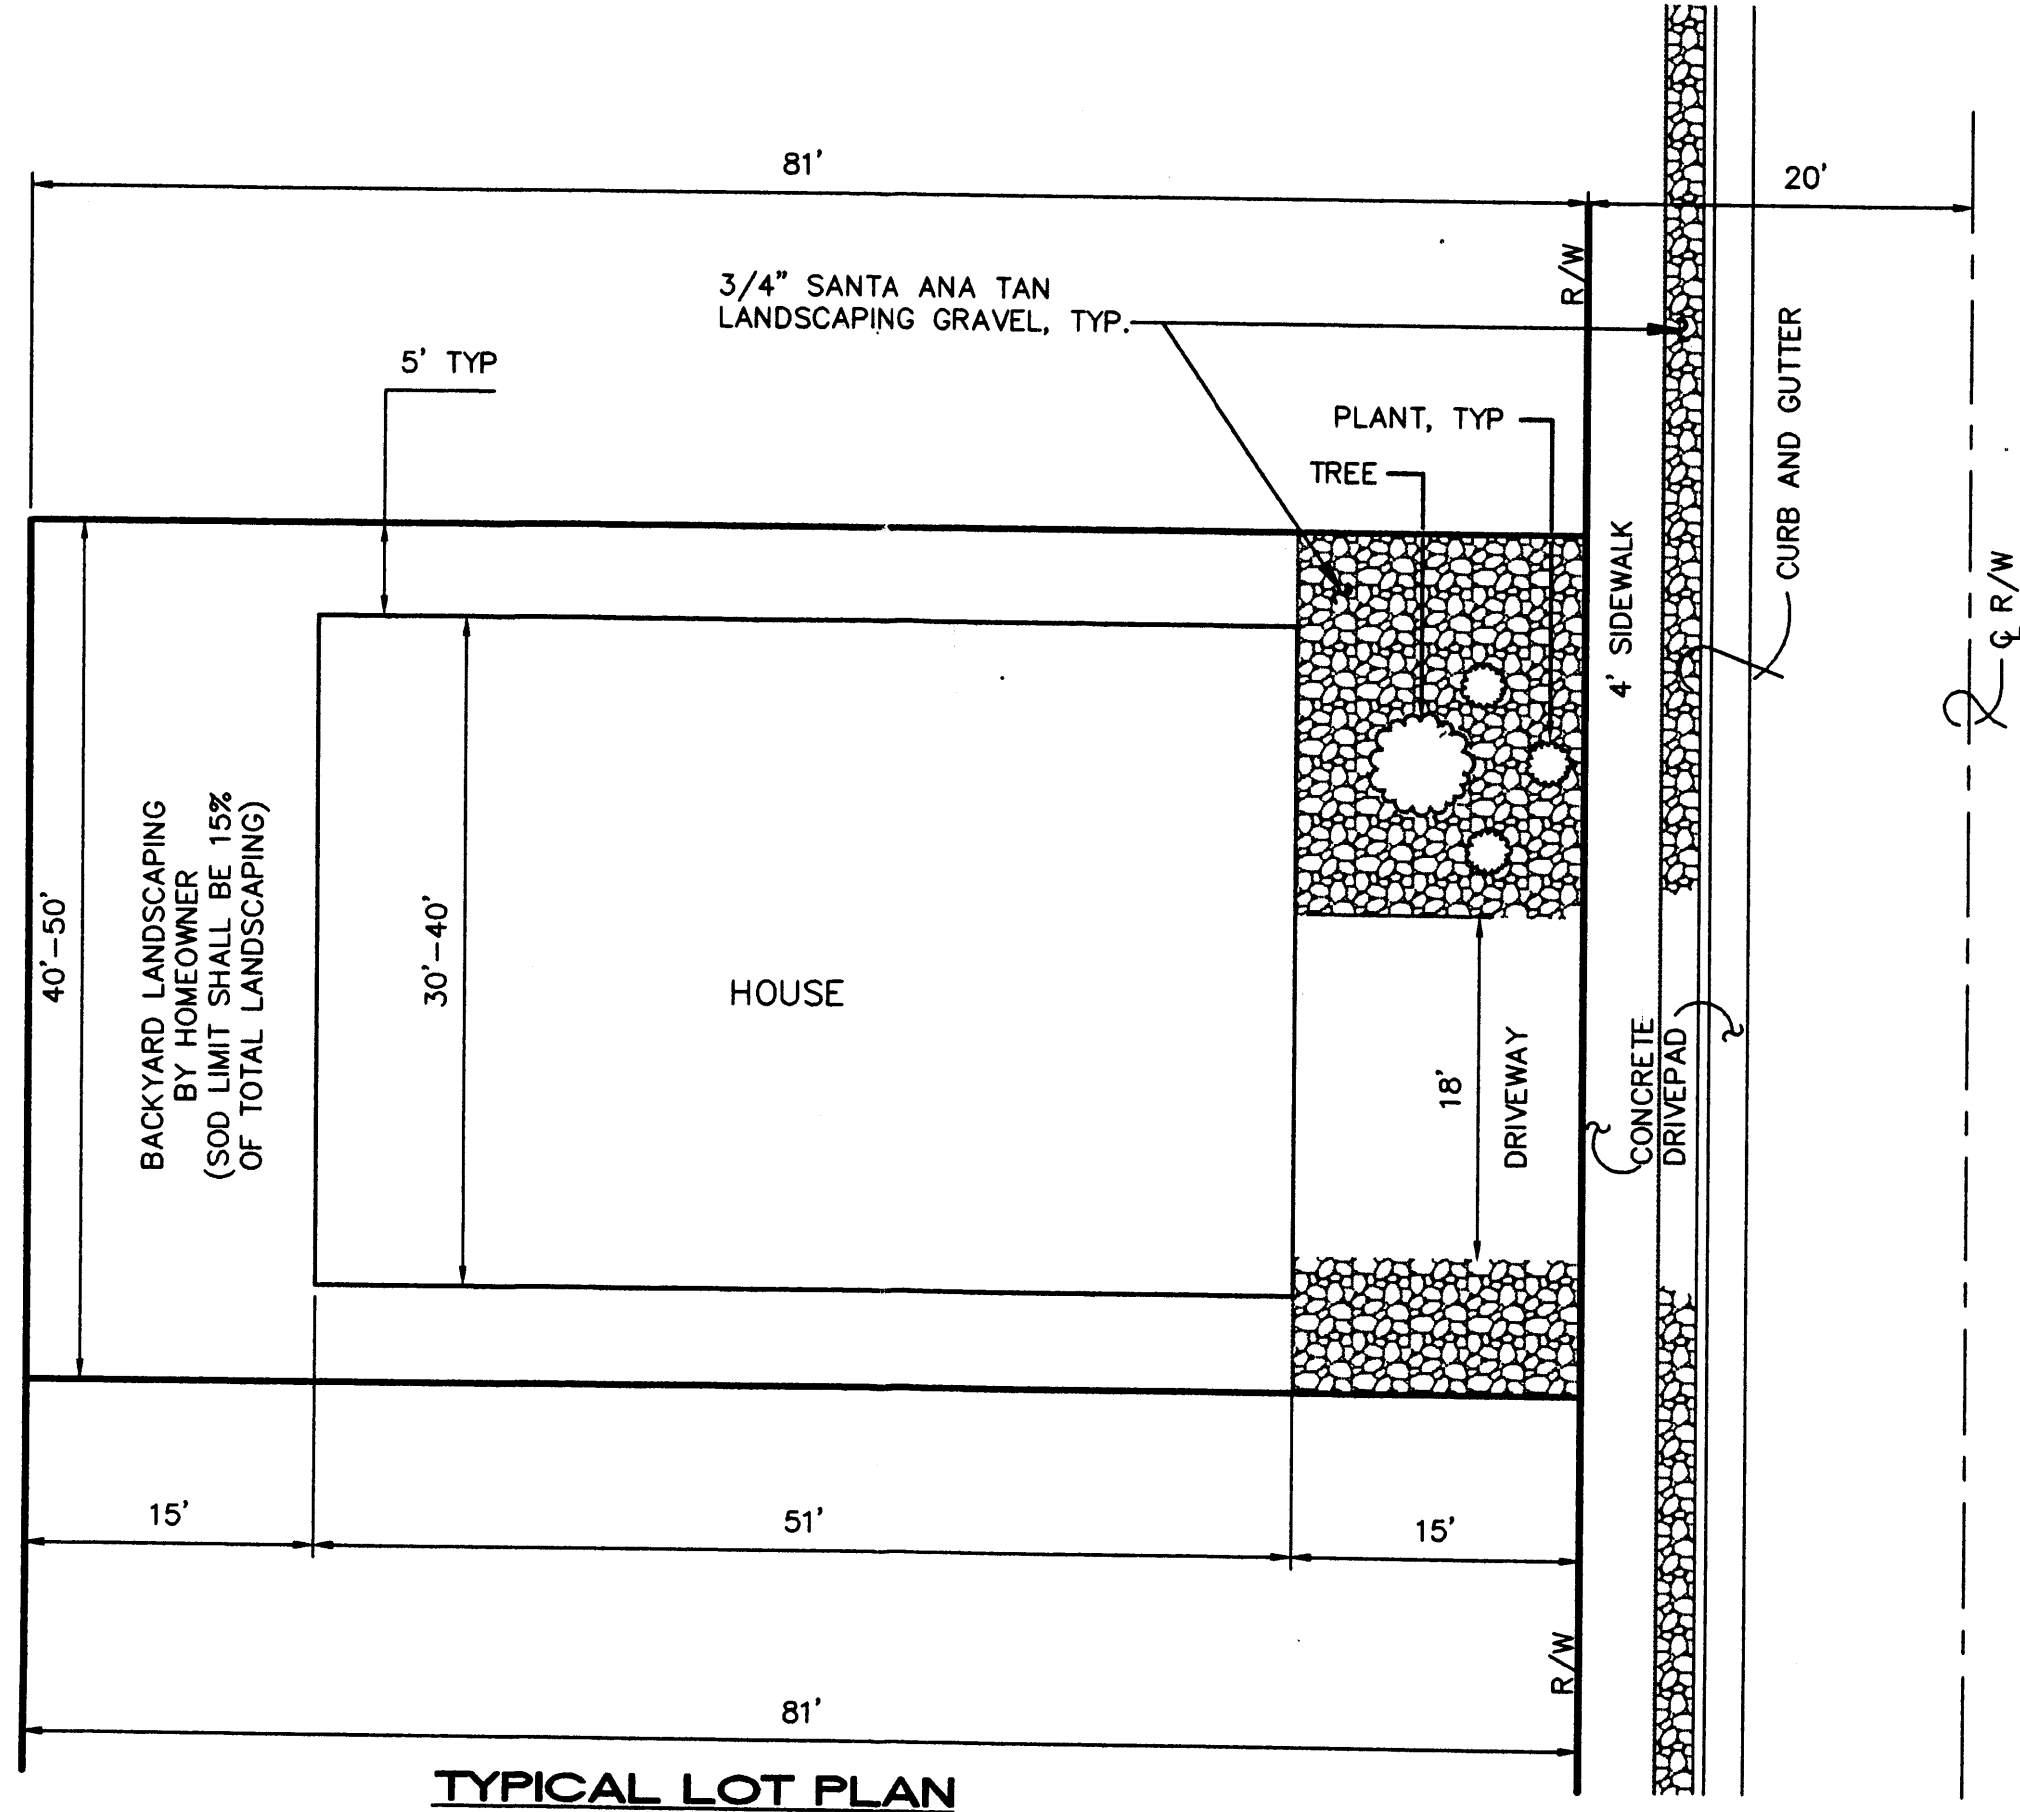 81'
20'
R/W
3/4" SANTA ANA TAN
LANDSCAPING GRAVEL, TYP.
5' TYP
PLANT, TYP
TREE
CURB AND GUTTER
4' SIDEWALK
℄ R/W
40'-50'
BACKYARD LANDSCAPING
BY HOMEOWNER
(SOD LIMIT SHALL BE 15%
OF TOTAL LANDSCAPING)
30'-40'
HOUSE
18'
DRIVEWAY
CONCRETE
DRIVEPAD
15'
51'
15'
R/W
81'
TYPICAL LOT PLAN